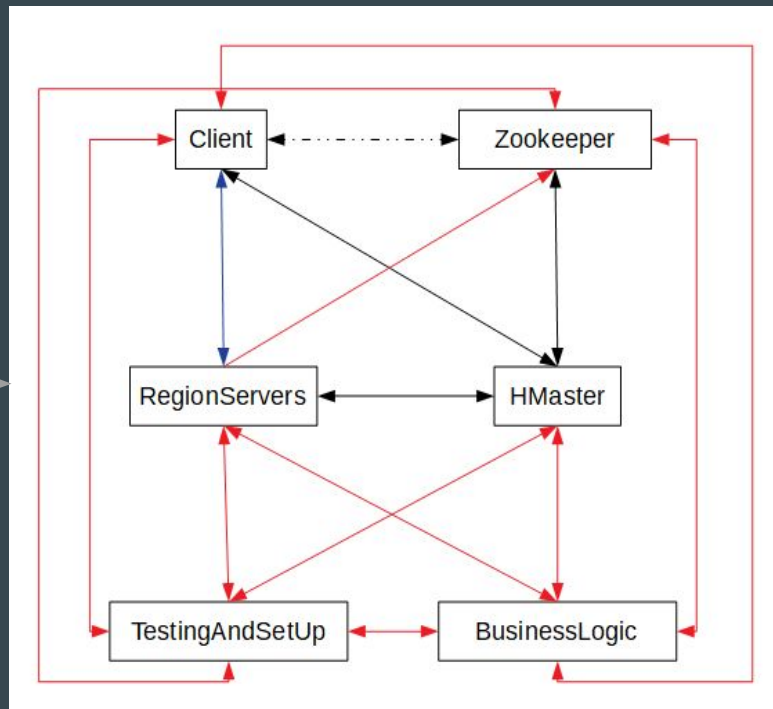 Client
Zookeeper
RegionServers
HMaster
TestingAndSetUp
BusinessLogic